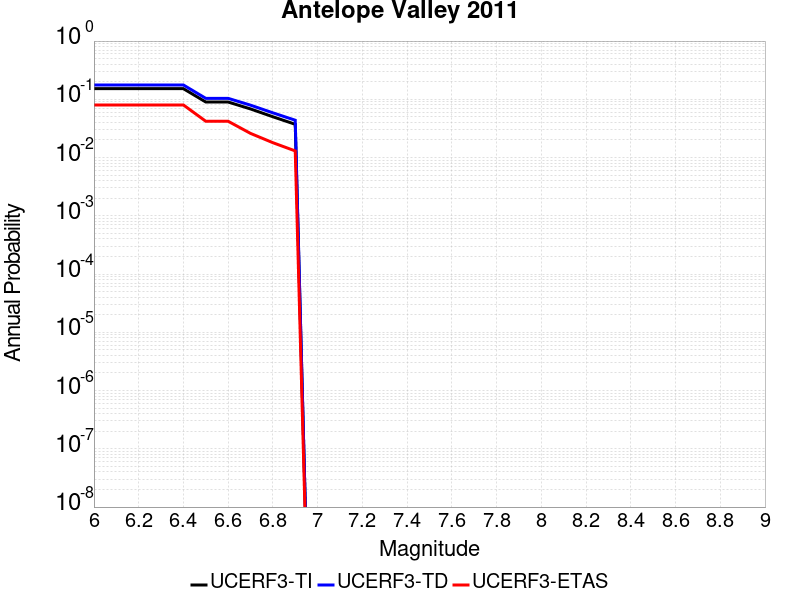 Antelope Valley 2011
Annual Probability
10^0
10^-1
10^-2
10^-3
10^-4
10^-5
10^-6
10^-7
10^-8
6 6.2 6.4 6.6 6.8 7 7.2 7.4 7.6 7.8 8 8.2 8.4 8.6 8.8 9
Magnitude
UCERF3-TI UCERF3-TD UCERF3-ETAS